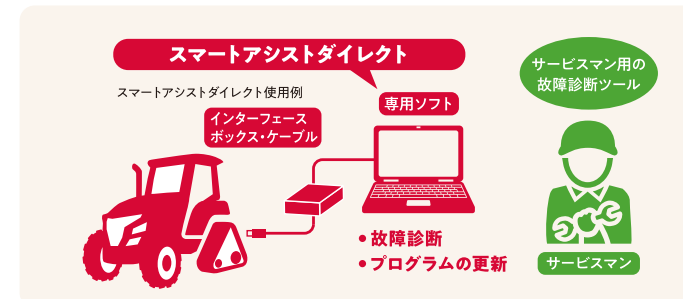 スマートアシストダイレクト
スマートアシストダイレクト使用例
専用ソフト
インターフェース
ボックス・ケーブル
・故障診断
・プログラムの更新
サービスマン用の
故障診断ツール
サービスマン